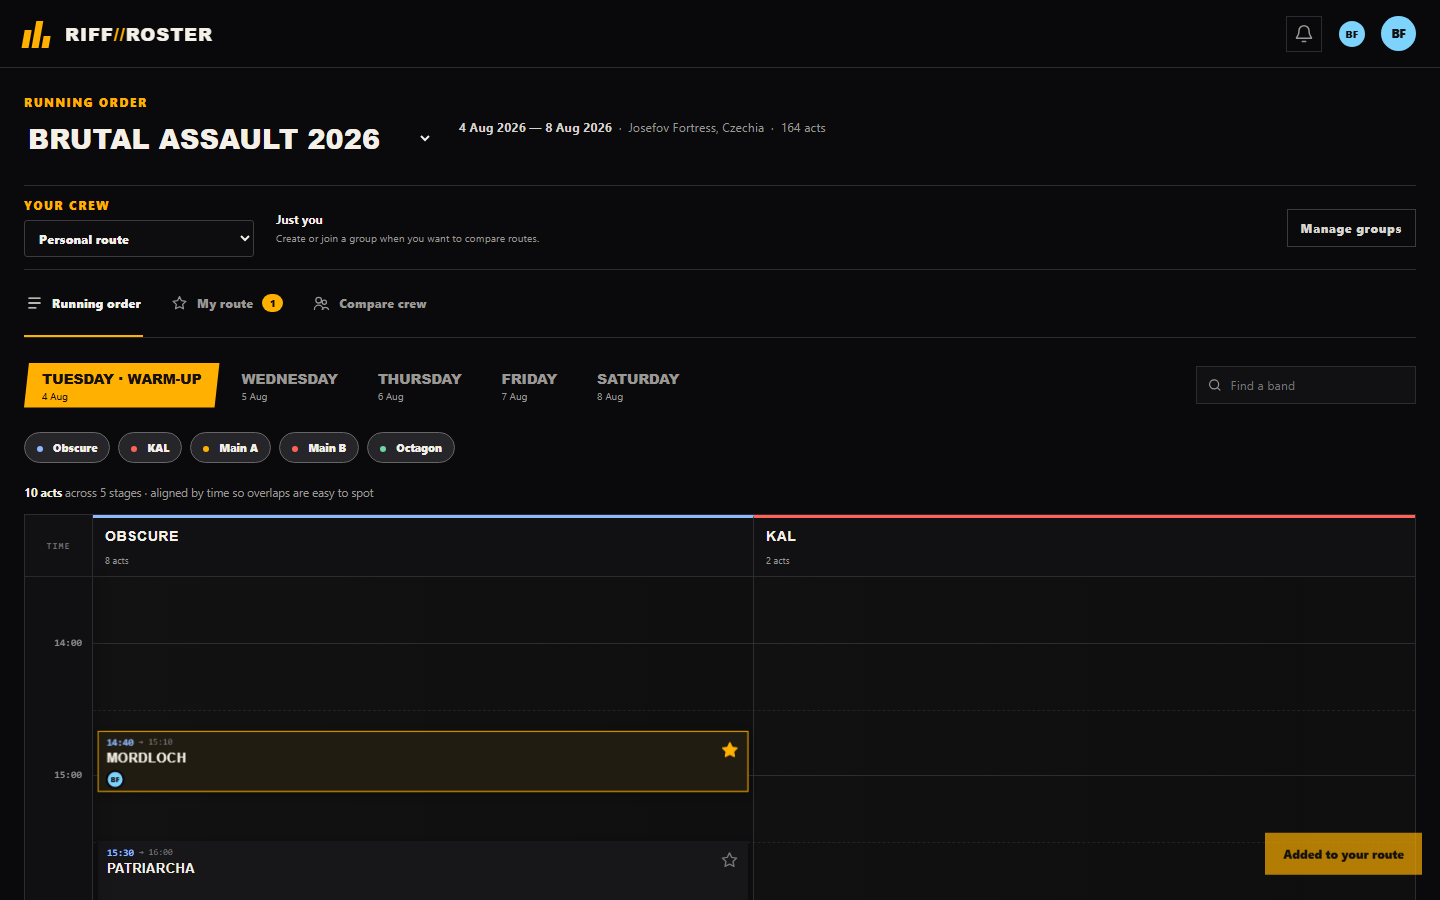 RIFF//ROSTER
BF
BF
RUNNING ORDER
BRUTAL ASSAULT 2026
4 Aug 2026 — 8 Aug 2026 · Josefov Fortress, Czechia · 164 acts
YOUR CREW
Personal route
Just you
Create or join a group when you want to compare routes.
Manage groups
Running order
My route 1
Compare crew
TUESDAY · WARM-UP
4 Aug
WEDNESDAY
5 Aug
THURSDAY
6 Aug
FRIDAY
7 Aug
SATURDAY
8 Aug
Find a band
Obscure
KAL
Main A
Main B
Octagon
10 acts across 5 stages · aligned by time so overlaps are easy to spot
TIME
OBSCURE
8 acts
KAL
2 acts
14:00
14:40 → 15:10
MORDLOCH
BF
15:00
15:30 → 16:00
PATRIARCHA
Added to your route